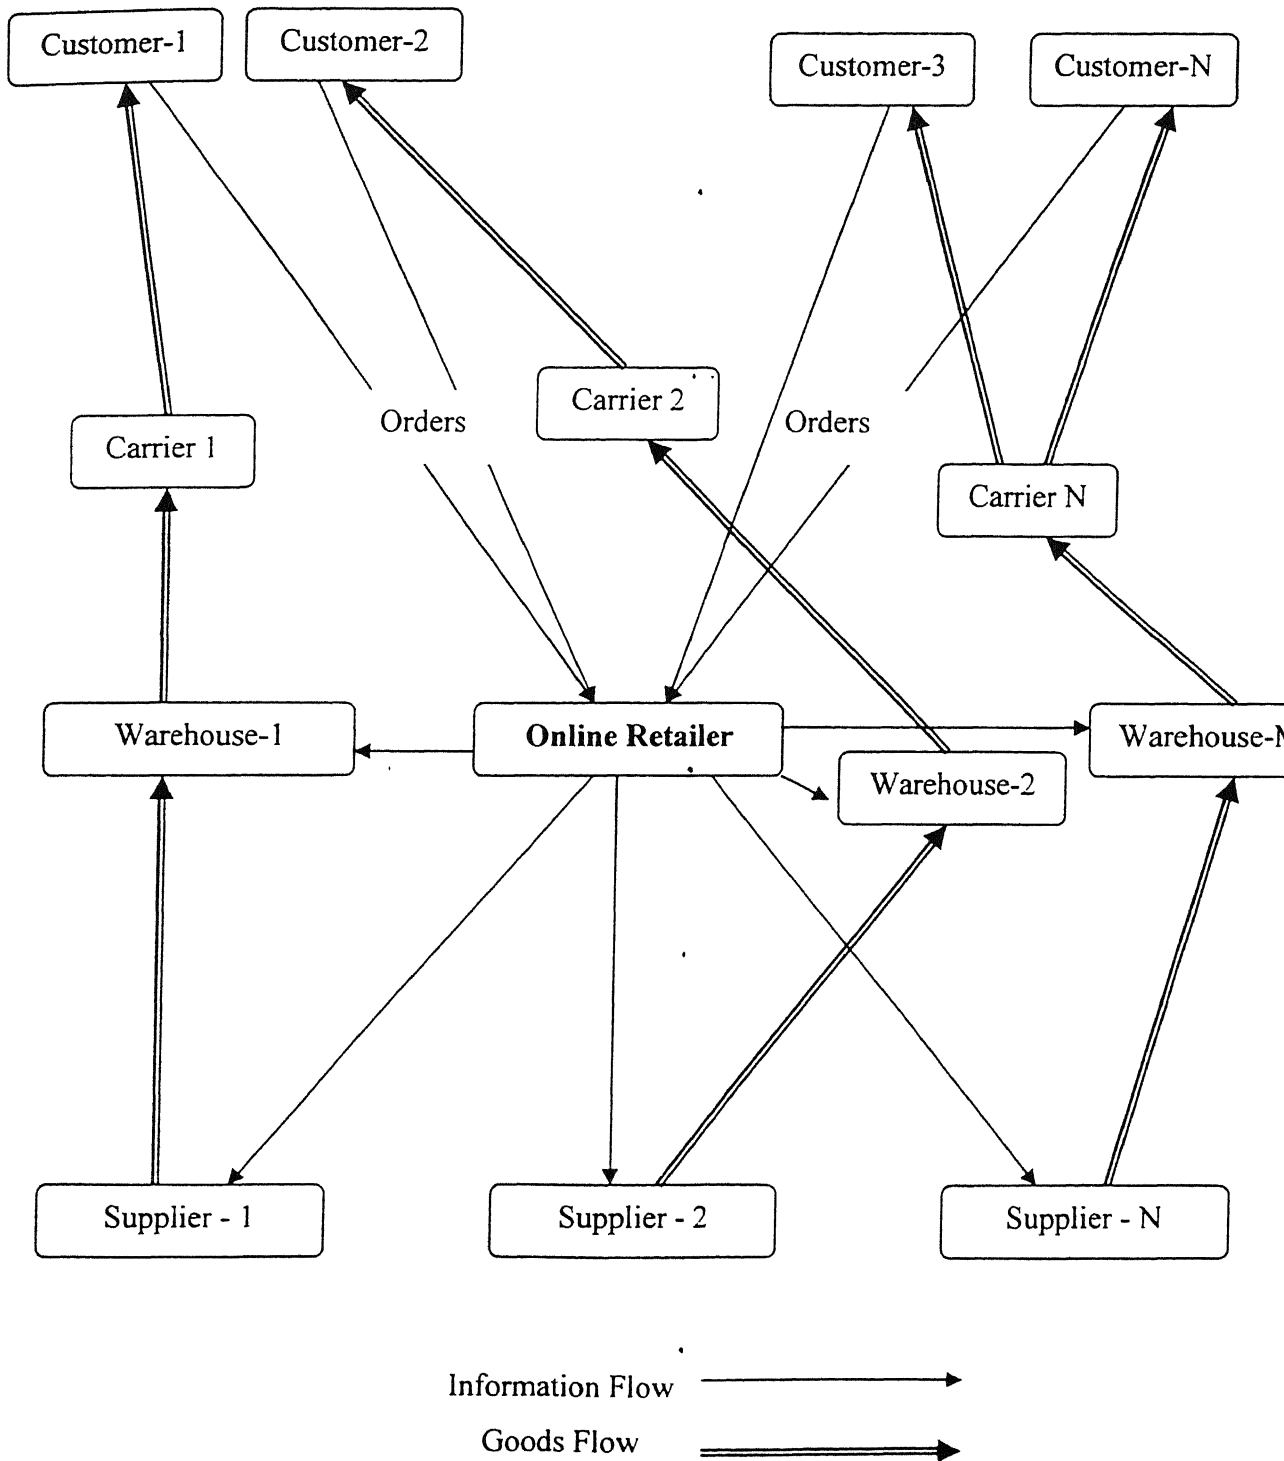 Customer-1
Customer-2
Customer-3
Customer-N
Carrier 2
Orders
Orders
Carrier 1
Carrier N
Warehouse-1
Online Retailer
Warehouse-N
Warehouse-2
Supplier - 1
Supplier - 2
Supplier - N
Information Flow
Goods Flow